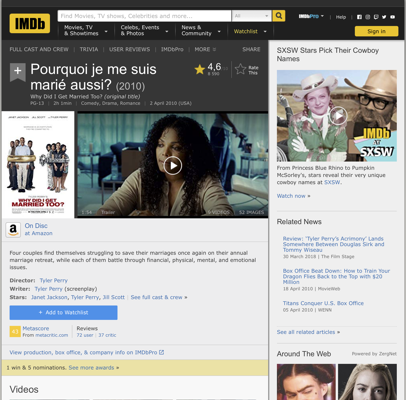 IMDb
Find Movies, TV shows, Celebrities and more...
All
IMDbPro
Help
Movies, TV
& Showtimes
Celebs, Events
& Photos
News &
Community
Watchlist
Sign in
FULL CAST AND CREW | TRIVIA | USER REVIEWS | IMDbPro | MORE
SHARE
Pourquoi je me suis
marié aussi? (2010)
Why Did I Get Married Too? (original title)
PG-13 | 2h 1min | Comedy, Drama, Romance | 2 April 2010 (USA)
4,6
Rate
This
WHY DID I GET
MARRIED TOO?
Trailer
32 IMAGES
On Disc
at Amazon
Four couples find themselves struggling to save their marriages once again on their annual
marriage retreat, while each of them battle through financial, physical, mental, and emotional
issues.
Director: Tyler Perry
Writer: Tyler Perry (screenplay)
Stars: Janet Jackson, Tyler Perry, Jill Scott | See full cast & crew »
+ Add to Watchlist
Metascore
From metacritic.com
Reviews
72 user | 37 critic
View production, box office, & company info on IMDbPro
1 win & 5 nominations. See more awards »
Videos
SXSW Stars Pick Their Cowboy
Names
IMDb
AT
SXSW
From Princess Blue Rhino to Pumpkin
McSorley's, stars reveal their very unique
cowboy names at SXSW.
Watch now »
Related News
Review: 'Tyler Perry's Acrimony' Lands
Somewhere Between Douglas Sirk and
Tommy Wiseau
30 March 2018 | The Film Stage
Box Office Beat Down: How to Train Your
Dragon Flies Back to the Top with $20
Million
18 April 2010 | MovieWeb
Titans Conquer U.S. Box Office
05 April 2010 | WENN
See all related articles »
Around The Web
Powered by ZergNet